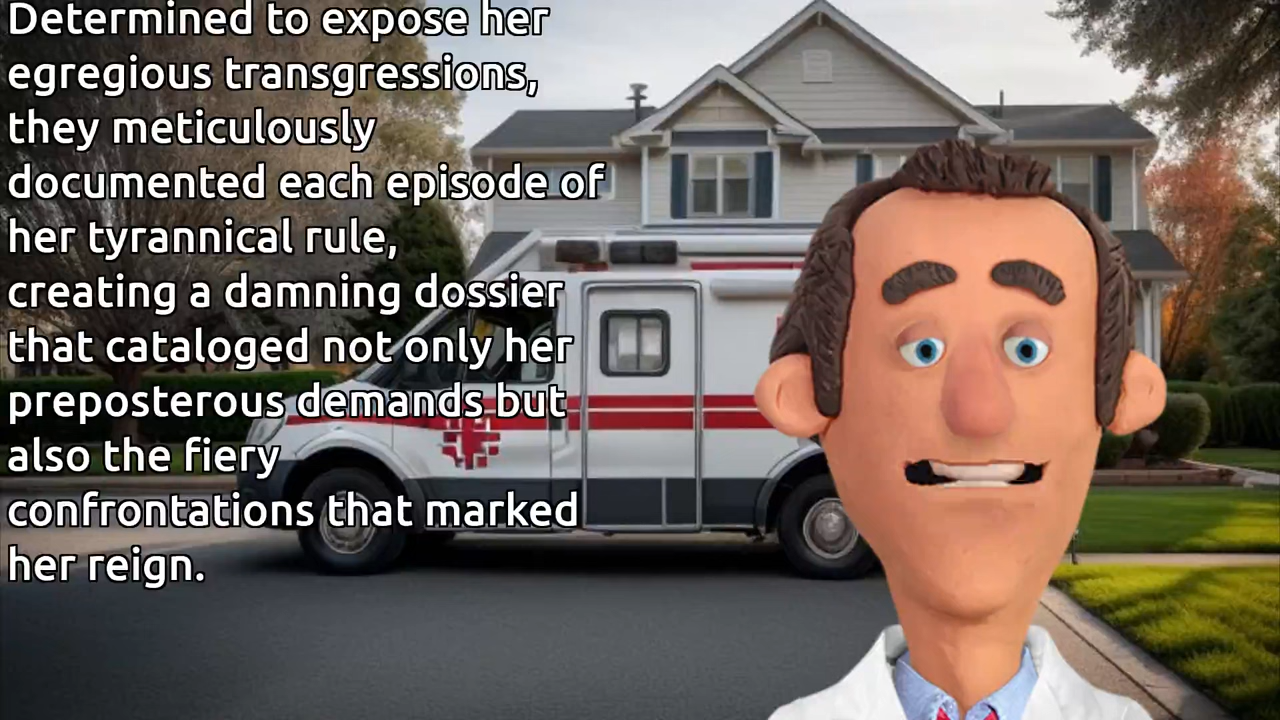 Determined to expose her
egregious transgressions,
they meticulously
documented each episode of
her tyrannical rule,
creating a damning dossier
that cataloged not only her
preposterous demands but
also the fiery
confrontations that marked
her reign.